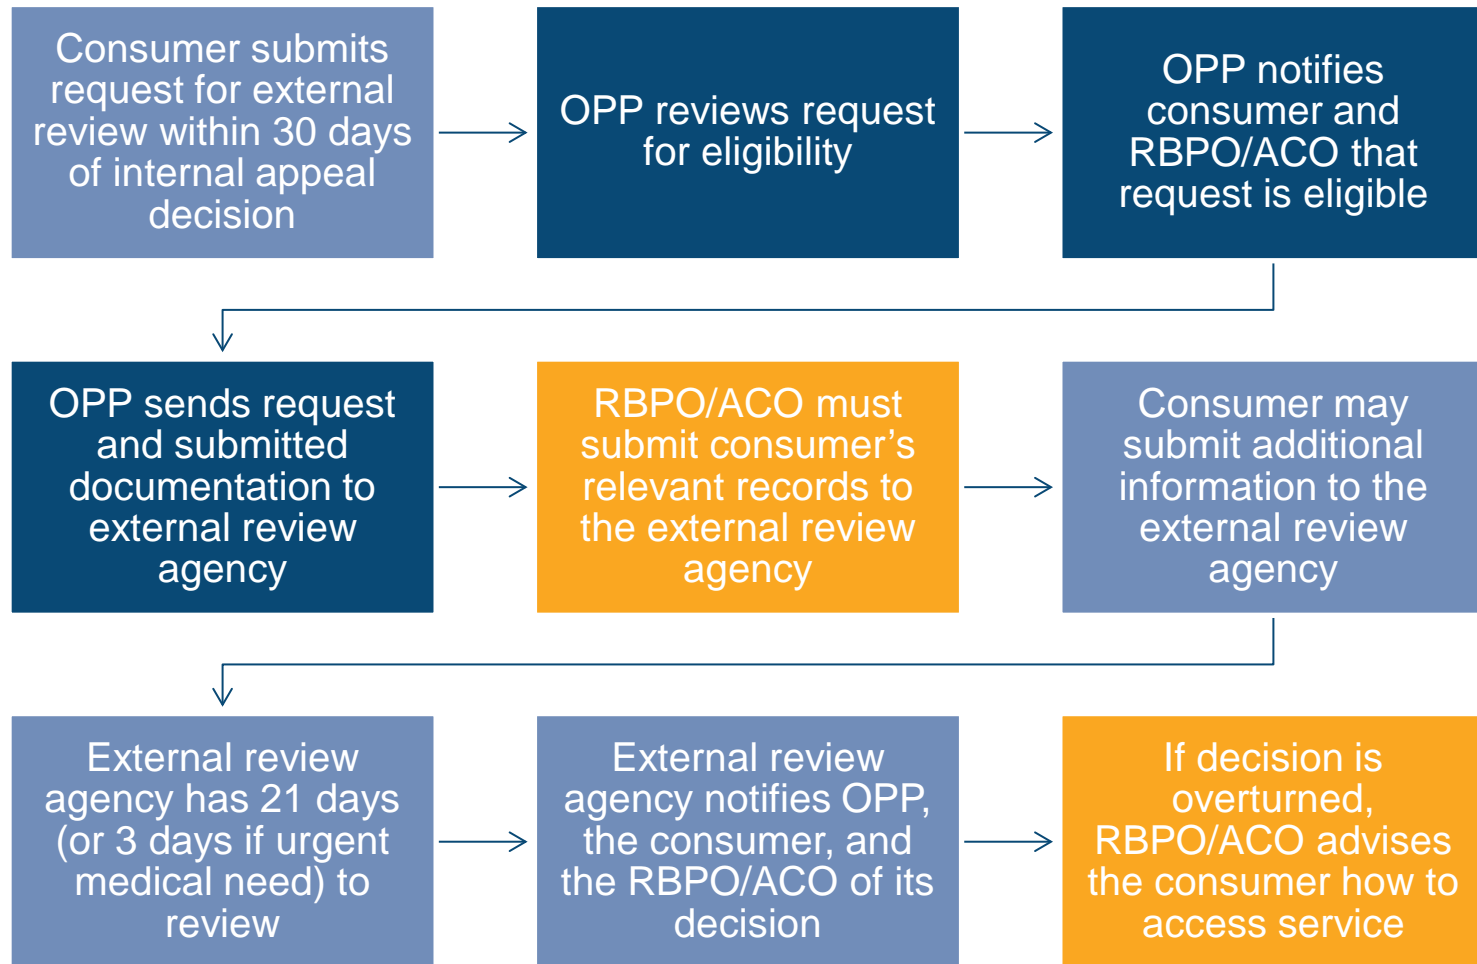 Consumer submits
request for external
review within 30 days
of internal appeal
decision
OPP reviews request
for eligibility
OPP notifies
consumer and
RBPO/ACO that
request is eligible
OPP sends request
and submitted
documentation to
external review
agency
RBPO/ACO must
submit consumer’s
relevant records to
the external review
agency
Consumer may
submit additional
information to the
external review
agency
External review
agency has 21 days
(or 3 days if urgent
medical need) to
review
External review
agency notifies OPP,
the consumer, and
the RBPO/ACO of its
decision
If decision is
overturned,
RBPO/ACO advises
the consumer how to
access service